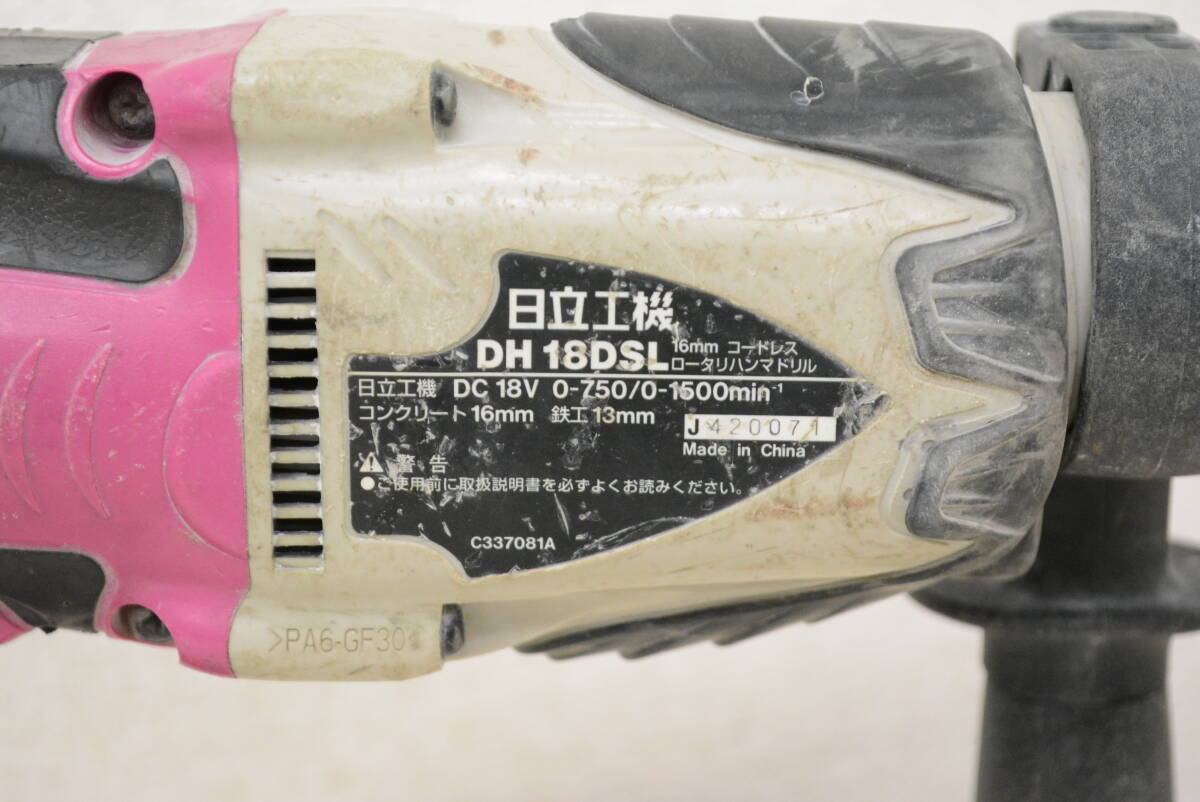 日立工機
DH 18DSL 16mm コードレス
ロータリハンマドリル
日立工機 DC 18V 0-750/0-1500min⁻¹
コンクリート 16mm 鉄工 13mm
J 420071
Made in China
⚠ 警告
●ご使用前に取扱説明書を必ずよくお読みください。
C337081A
>PA6-GF30<